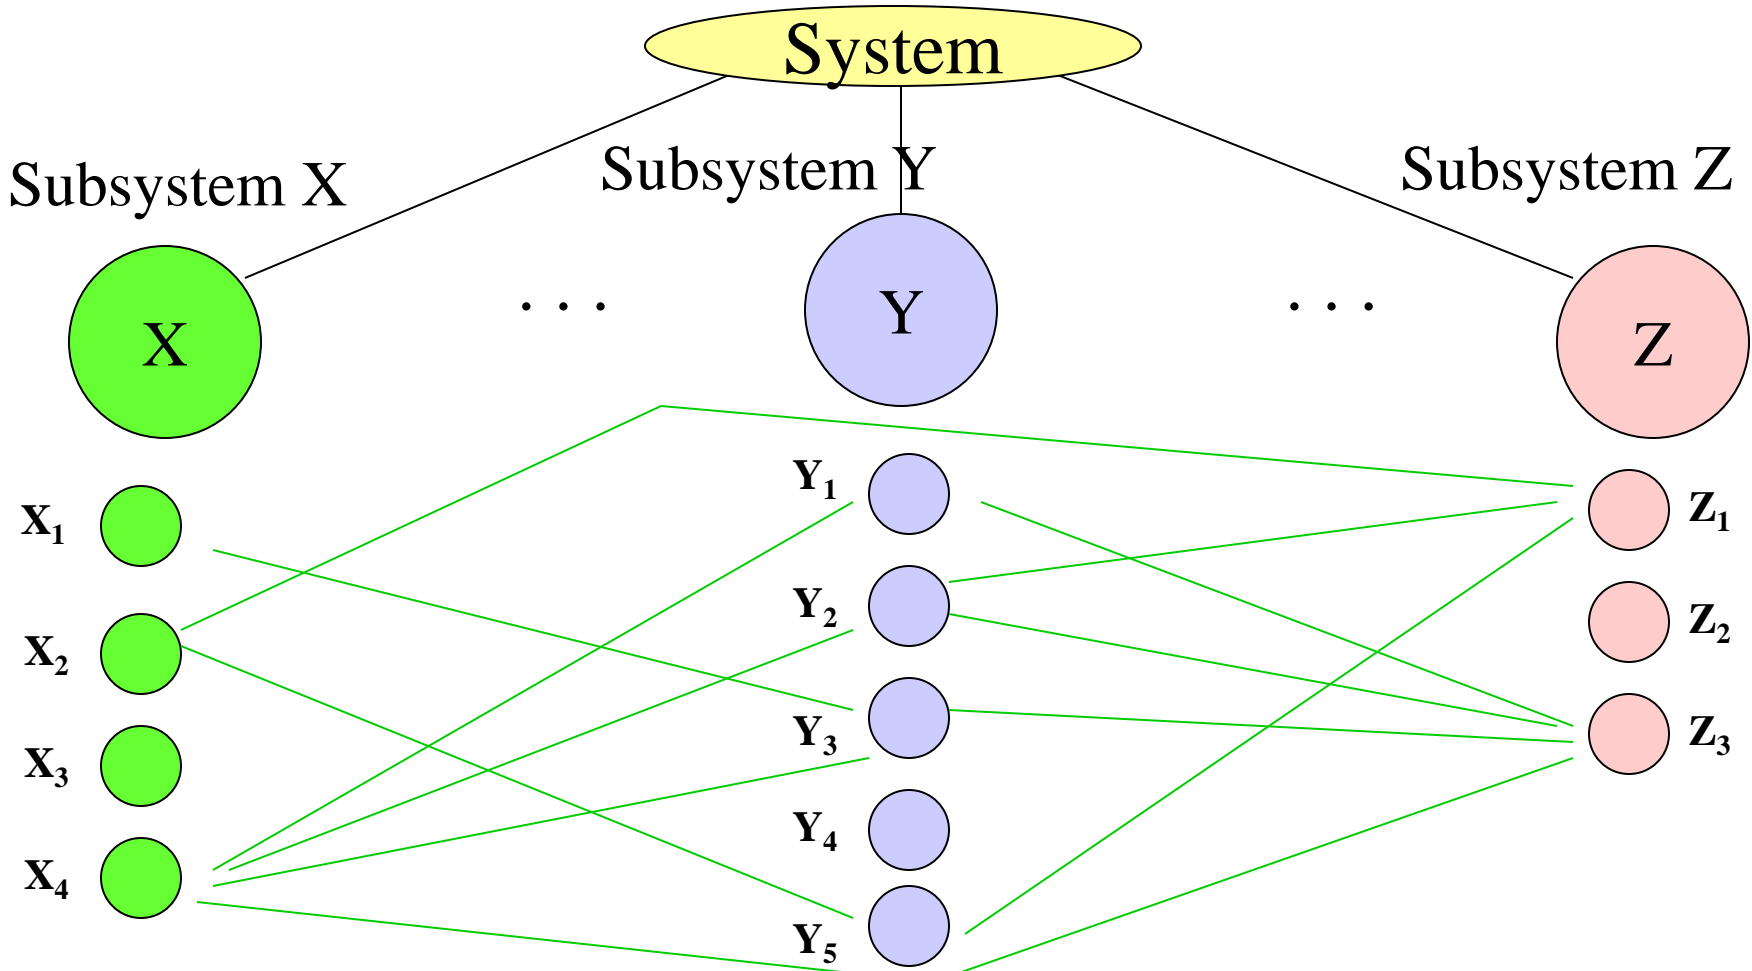 System
Subsystem X
Subsystem Y
Subsystem Z
X
. . .
Y
. . .
Z
X₁
X₂
X₃
X₄
Y₁
Y₂
Y₃
Y₄
Y₅
Z₁
Z₂
Z₃